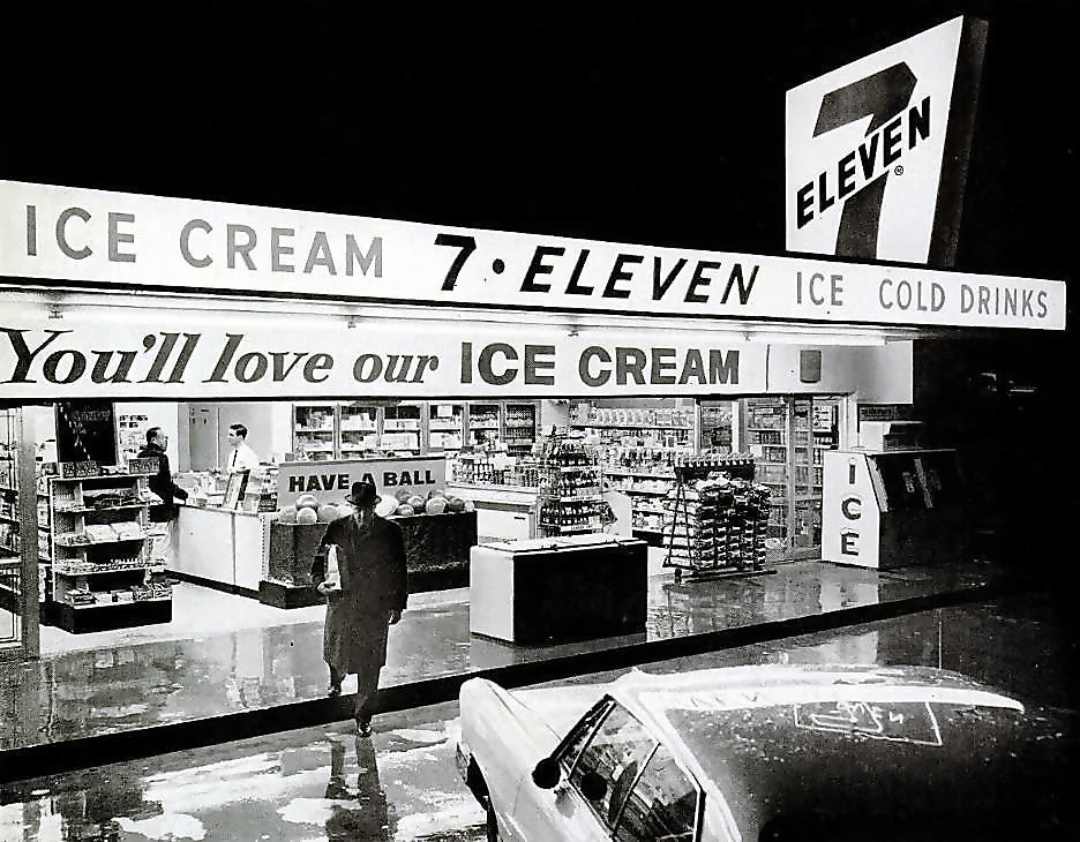 7
ELEVEN
®
ICE CREAM 7•ELEVEN ICE COLD DRINKS
You'll love our ICE CREAM
HAVE A BALL
ICE